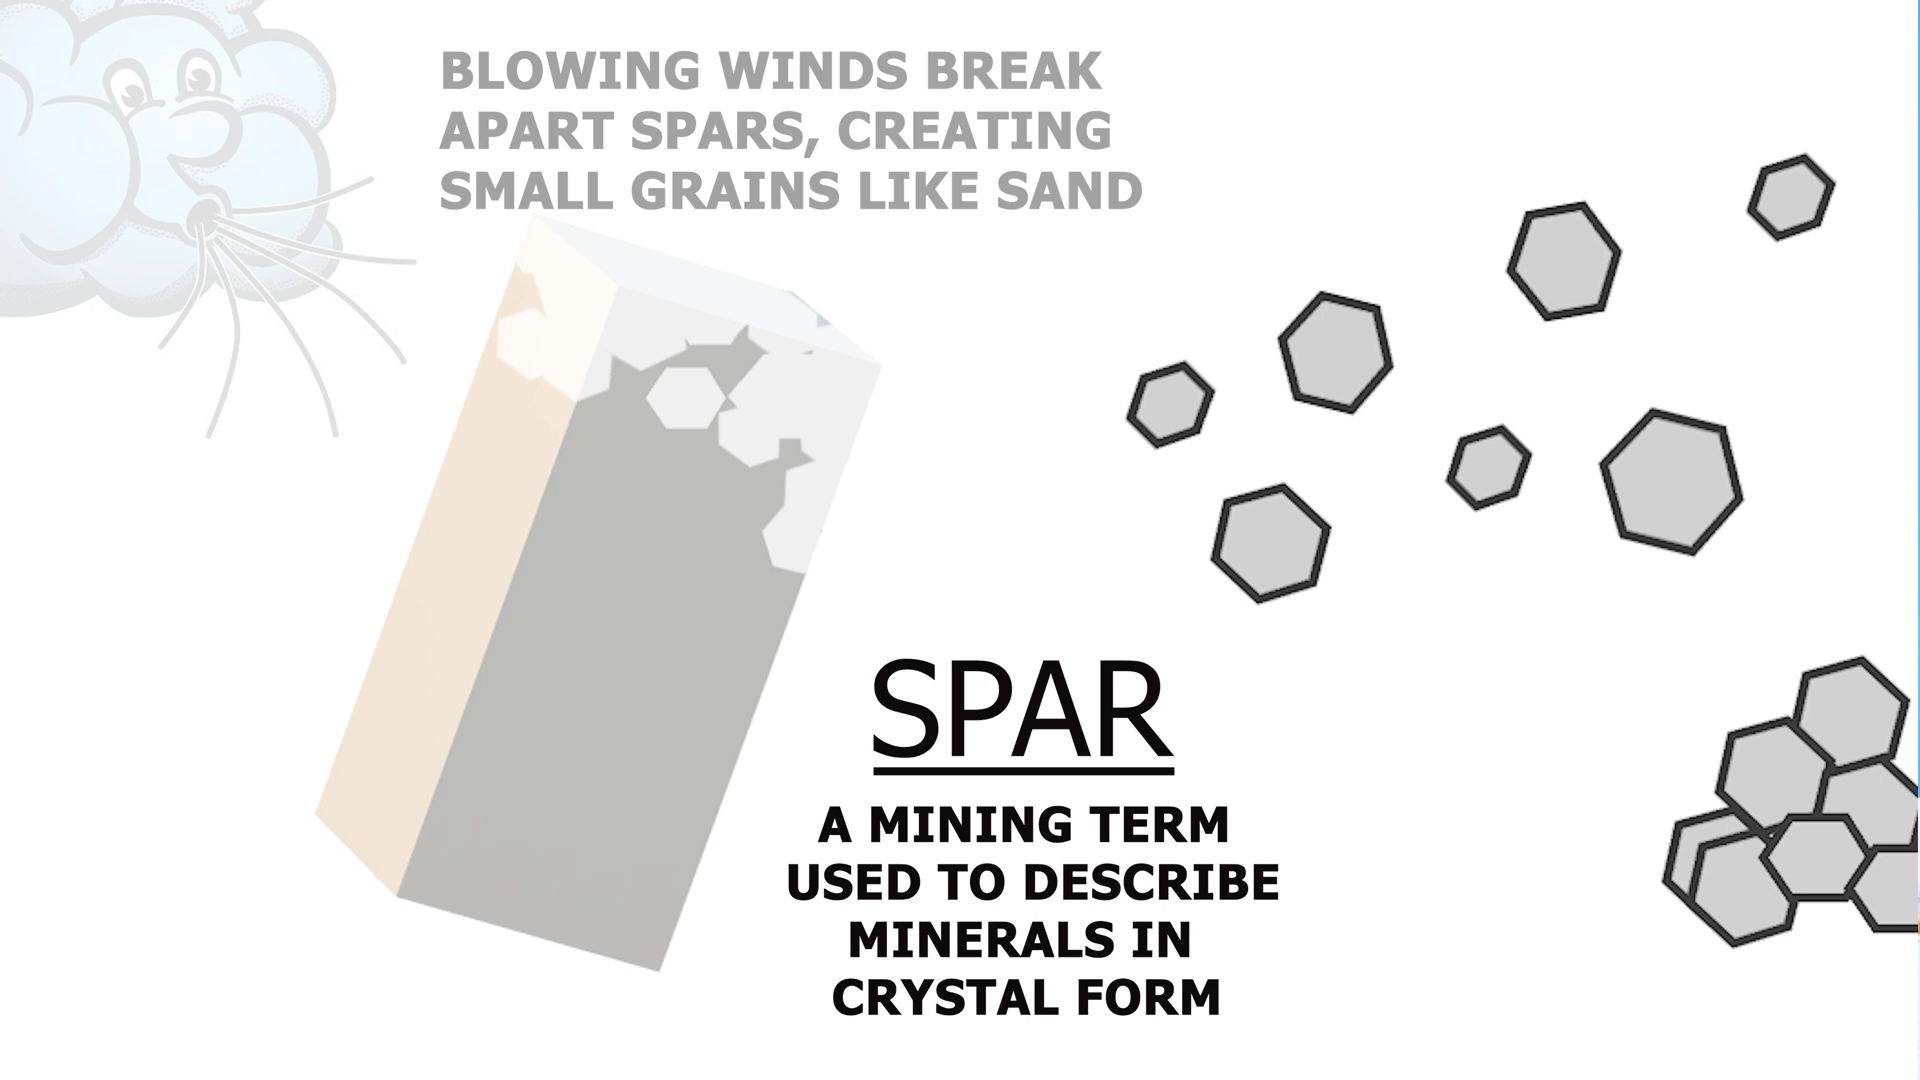 BLOWING WINDS BREAK
APART SPARS, CREATING
SMALL GRAINS LIKE SAND
SPAR
A MINING TERM
USED TO DESCRIBE
MINERALS IN
CRYSTAL FORM